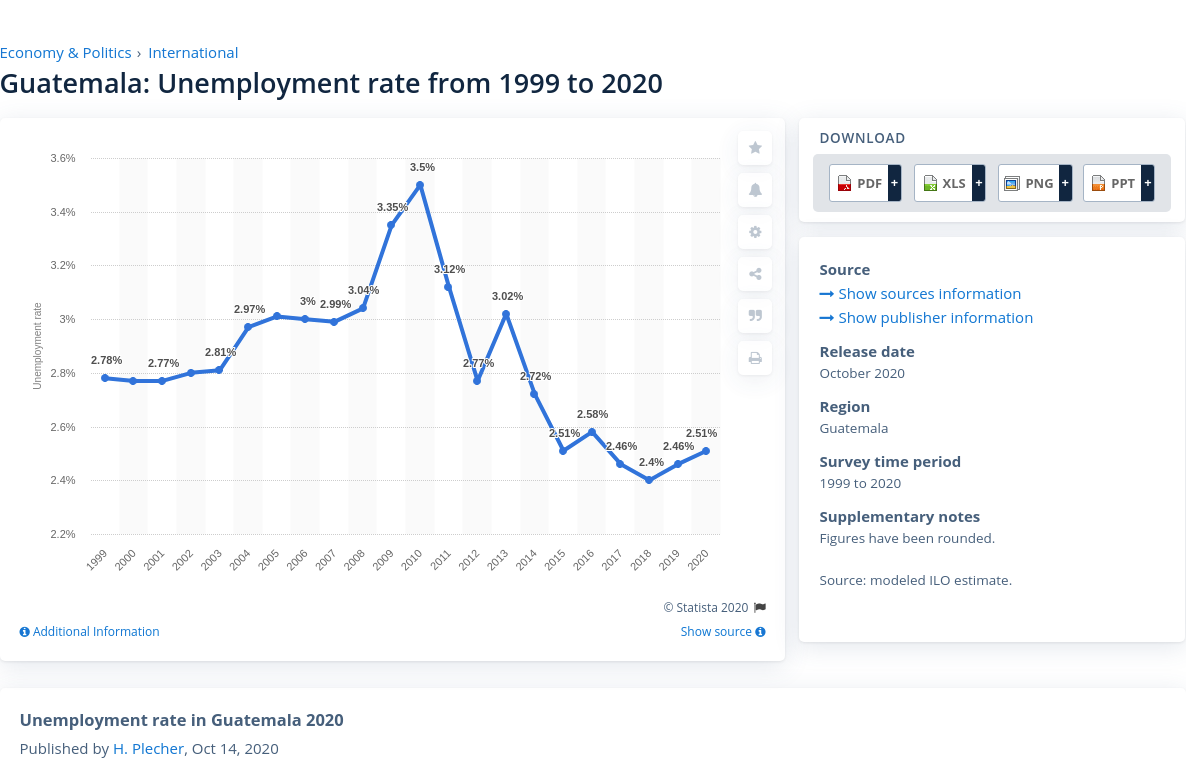 Economy & Politics › International
Guatemala: Unemployment rate from 1999 to 2020
3.6%
3.4%
3.2%
3%
2.8%
2.6%
2.4%
2.2%
Unemployment rate
2.78%
2.77%
2.81%
2.97%
3%
2.99%
3.04%
3.35%
3.5%
3.12%
2.77%
3.02%
2.72%
2.51%
2.58%
2.46%
2.4%
2.46%
2.51%
1999
2000
2001
2002
2003
2004
2005
2006
2007
2008
2009
2010
2011
2012
2013
2014
2015
2016
2017
2018
2019
2020
© Statista 2020
Additional Information
Show source
DOWNLOAD
PDF +
XLS +
PNG +
PPT +
Source
Show sources information
Show publisher information
Release date
October 2020
Region
Guatemala
Survey time period
1999 to 2020
Supplementary notes
Figures have been rounded.
Source: modeled ILO estimate.
Unemployment rate in Guatemala 2020
Published by H. Plecher, Oct 14, 2020